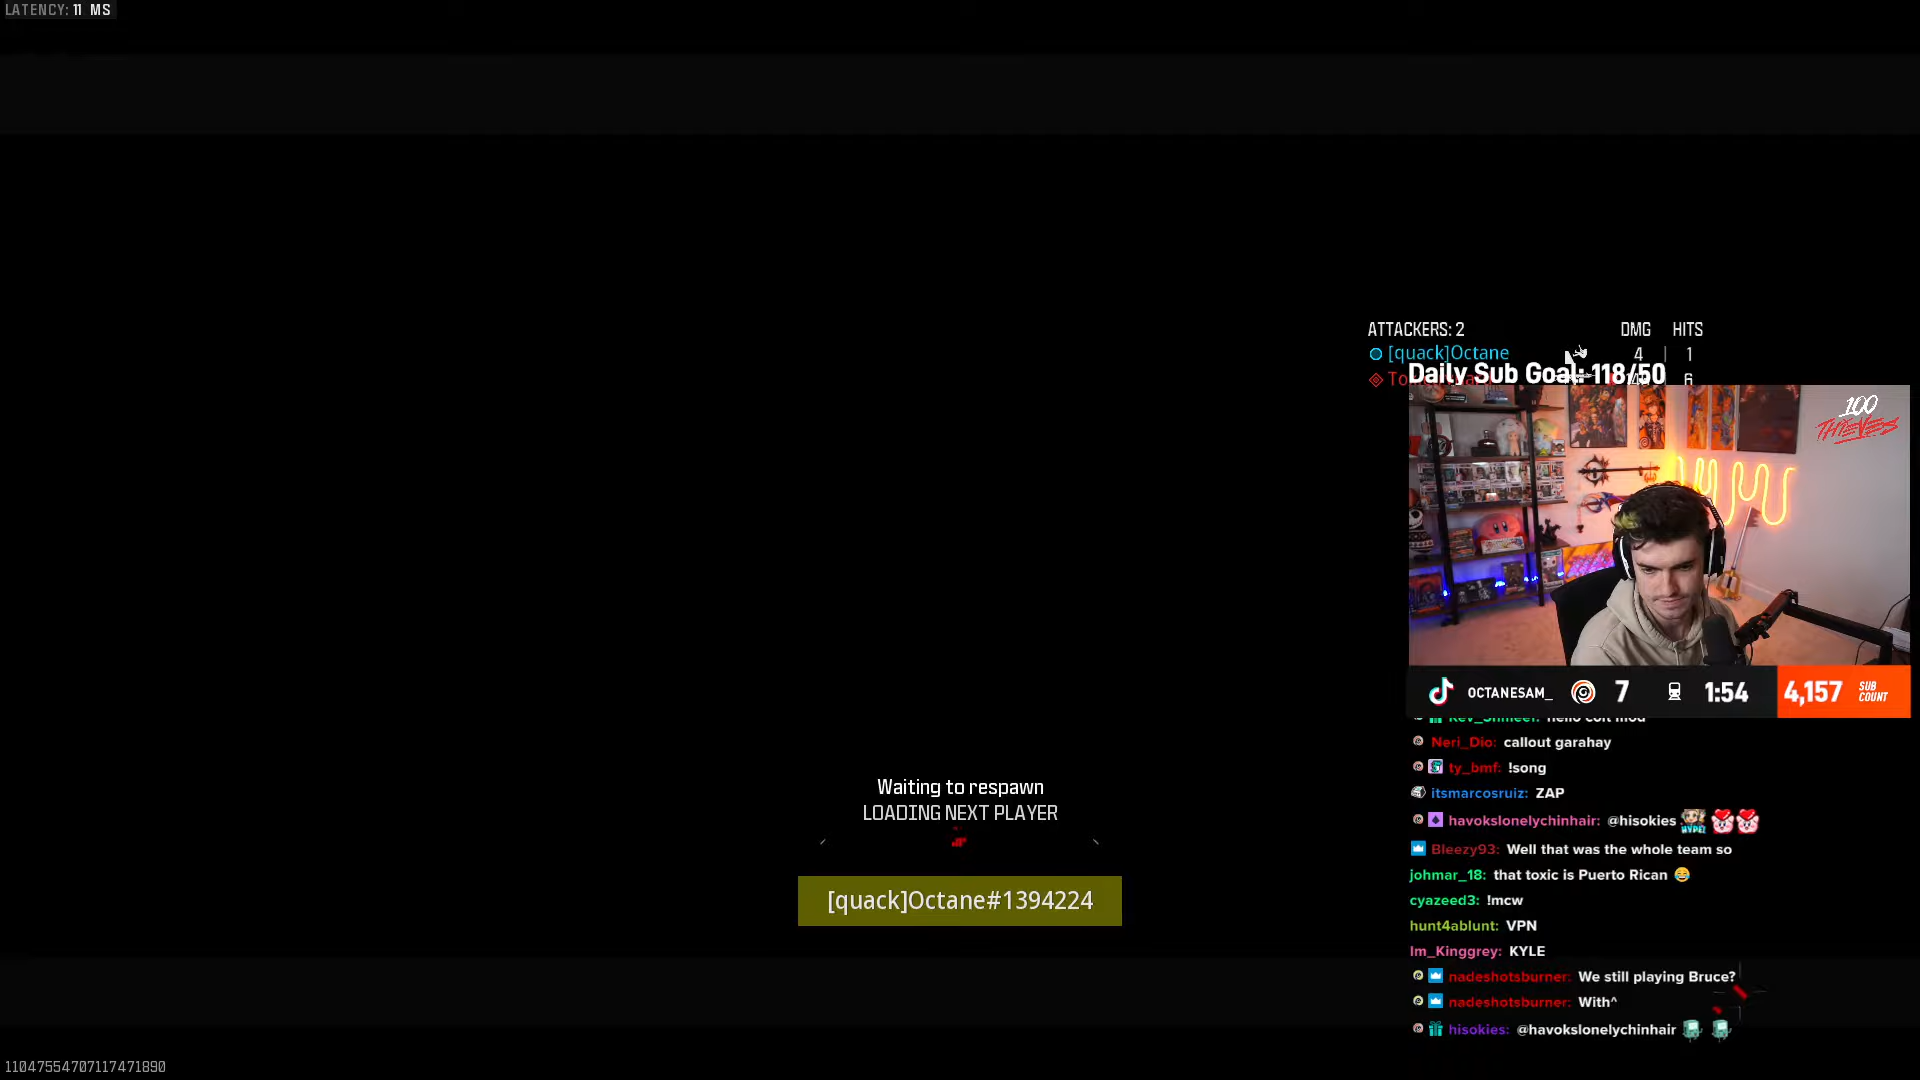 LATENCY: 11 MS
ATTACKERS: 2 DMG HITS
[quack]Octane 4 | 1
6
Daily Sub Goal: 118/50
100
THIEVES
OCTANESAM_ 7 1:54 4,157 SUB COUNT
Neri_Dio: callout garahay
ty_bmf: !song
itsmarcosruiz: ZAP
havokslonelychinhair: @hisokies
Bleezy93: Well that was the whole team so
johmar_18: that toxic is Puerto Rican 😂
cyazeed3: !mcw
hunt4ablunt: VPN
Im_Kinggrey: KYLE
nadeshotsburner: We still playing Bruce?
nadeshotsburner: With^
hisokies: @havokslonelychinhair
Waiting to respawn
LOADING NEXT PLAYER
[quack]Octane#1394224
11047554707117471890